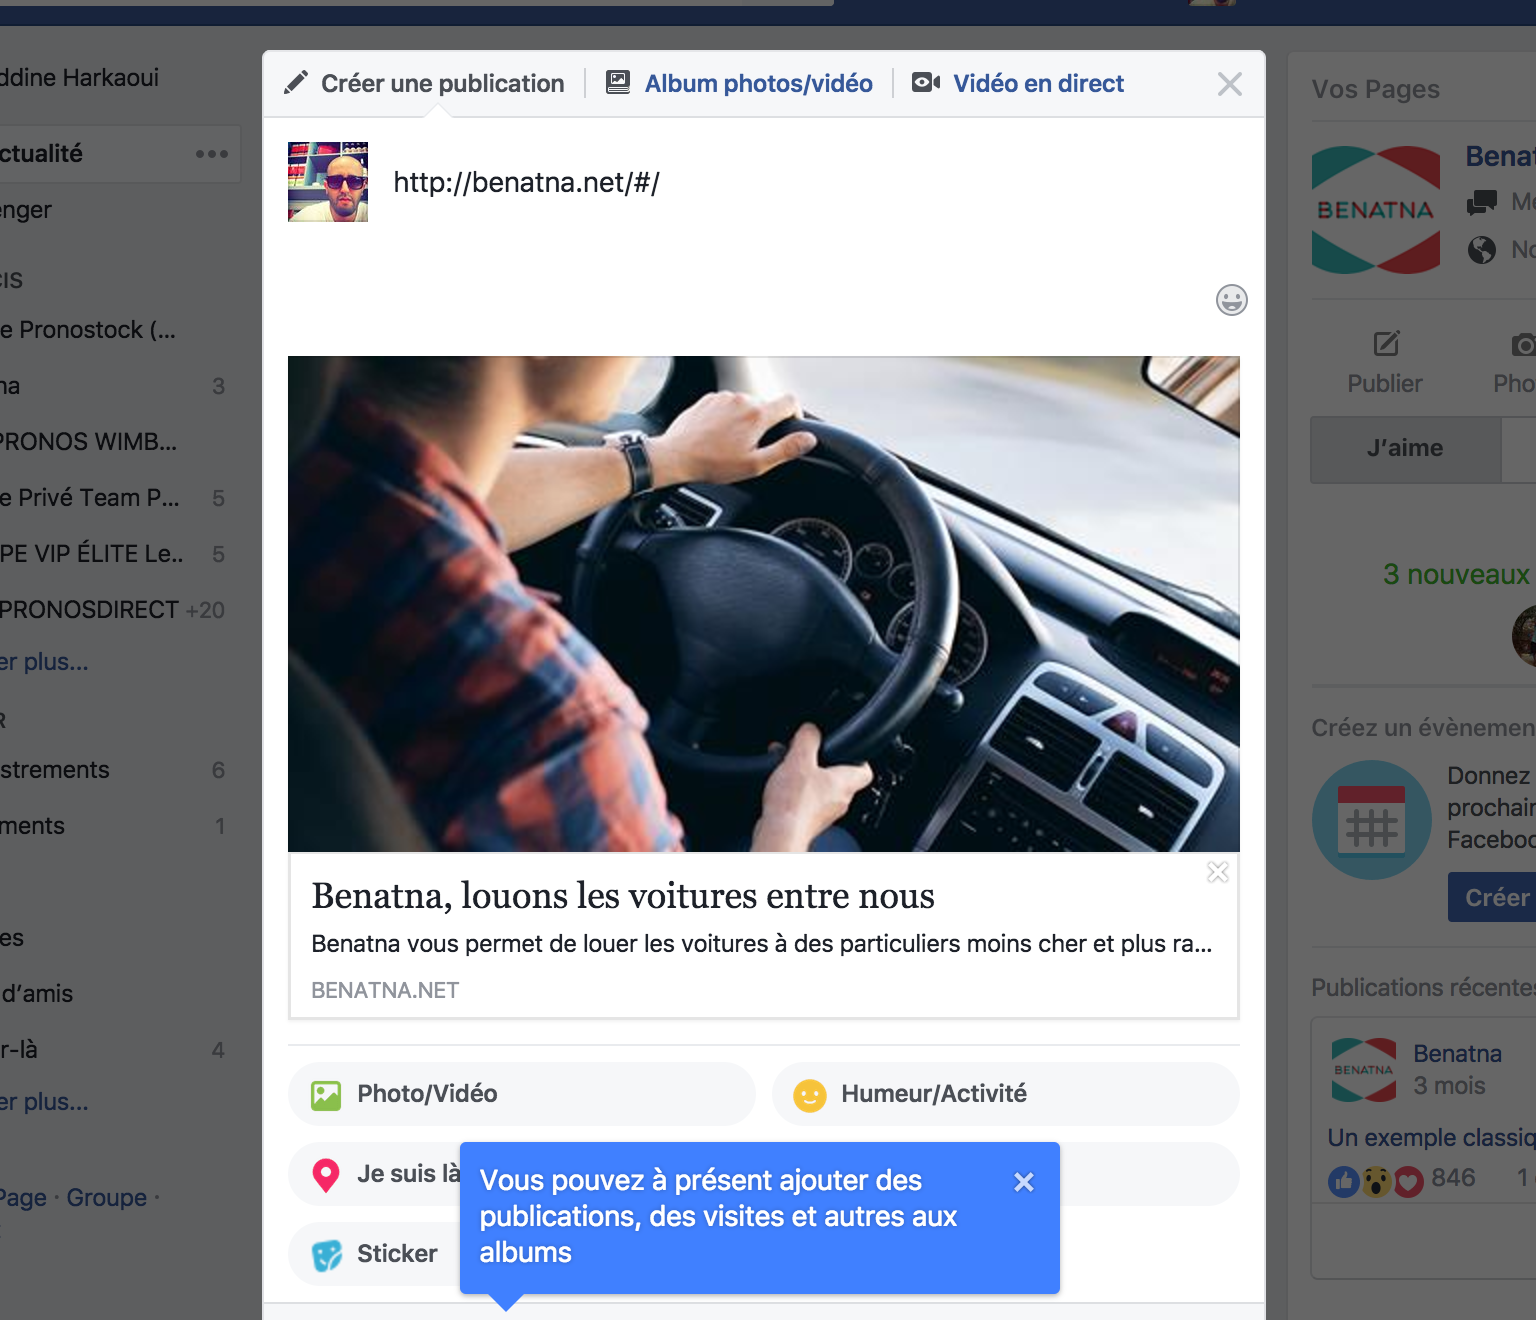 ddine Harkaoui
ctualité
enger
CIS
e Pronostock (...
na 3
PRONOS WIMB...
e Privé Team P... 5
PE VIP ÉLITE Le.. 5
PRONOSDIRECT +20
er plus...
R
strements 6
ments 1
es
d’amis
r-là 4
er plus...
Page · Groupe ·
Créer une publication
Album photos/vidéo
Vidéo en direct
http://benatna.net/#/
Benatna, louons les voitures entre nous
Benatna vous permet de louer les voitures à des particuliers moins cher et plus ra...
BENATNA.NET
Photo/Vidéo
Humeur/Activité
Je suis là
Sticker
Vous pouvez à présent ajouter des
publications, des visites et autres aux
albums
Vos Pages
BENATNA
Benat
Me
No
Publier
Pho
J’aime
3 nouveaux
Créez un évènemen
Donnez
prochair
Faceboo
Créer
Publications récentes
BENATNA
Benatna
3 mois
Un exemple classiq
846 1